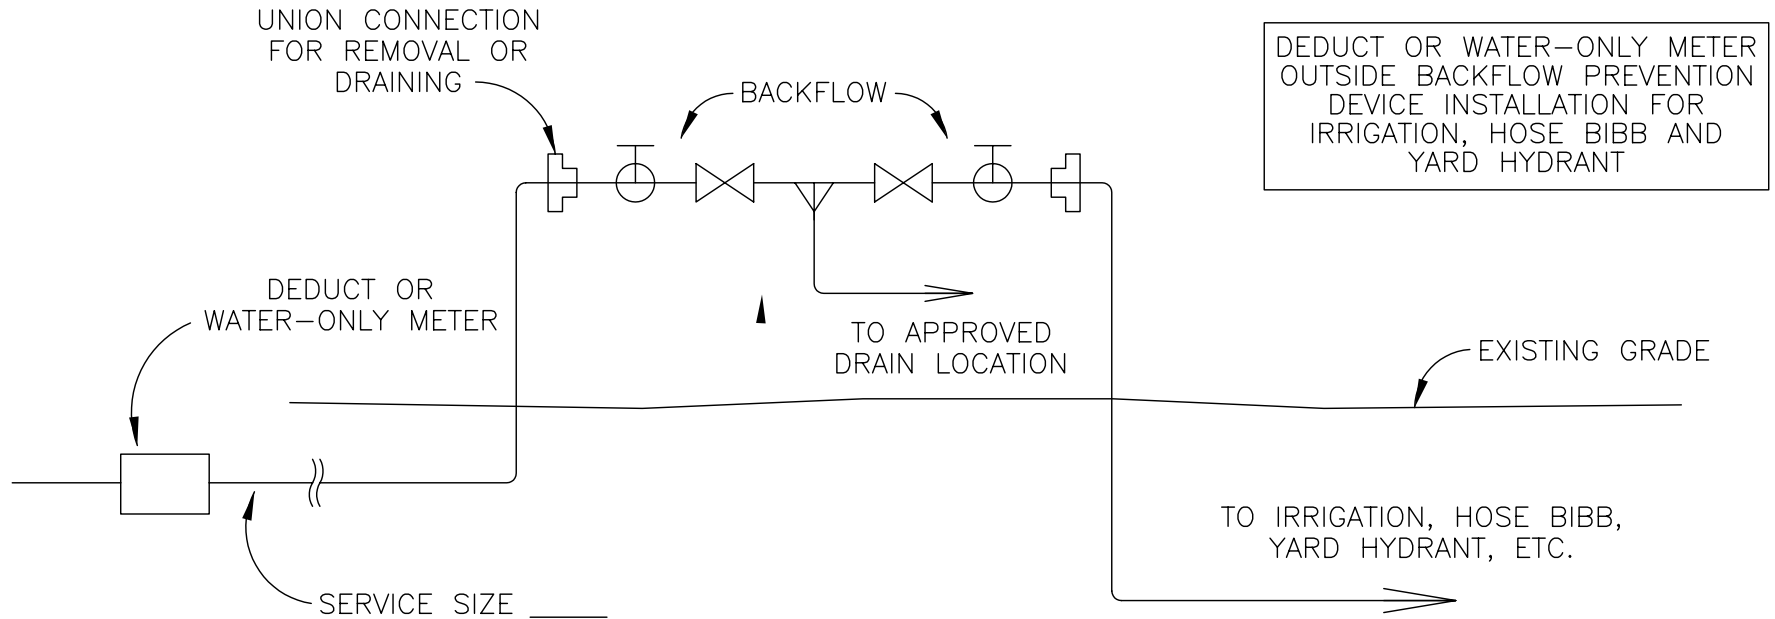 UNION CONNECTION
FOR REMOVAL OR
DRAINING
BACKFLOW
DEDUCT OR WATER-ONLY METER
OUTSIDE BACKFLOW PREVENTION
DEVICE INSTALLATION FOR
IRRIGATION, HOSE BIBB AND
YARD HYDRANT
DEDUCT OR
WATER-ONLY METER
TO APPROVED
DRAIN LOCATION
EXISTING GRADE
TO IRRIGATION, HOSE BIBB,
YARD HYDRANT, ETC.
SERVICE SIZE ______